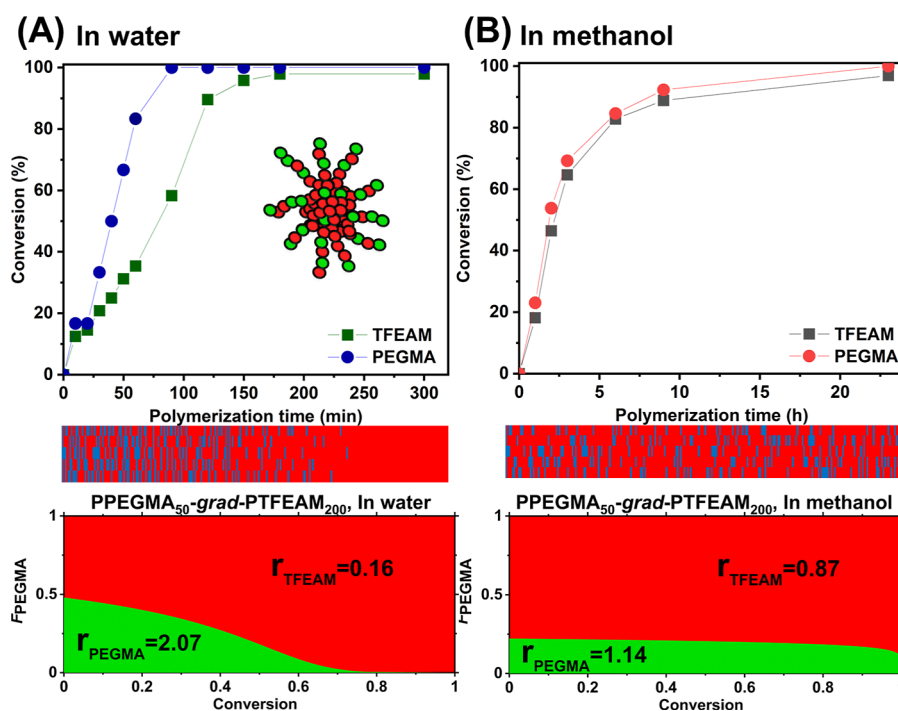 (A) In water
100
80
60
40
20
0
Conversion (%)
TFEAM
PEGMA
0 50 100 150 200 250 300
Polymerization time (min)
PPEGMA50-grad-PTFEAM200, In water
1
0.5
0
FPEGMA
rTFEAM=0.16
rPEGMA=2.07
0 0.2 0.4 0.6 0.8 1
Conversion
(B) In methanol
100
80
60
40
20
0
Conversion (%)
TFEAM
PEGMA
0 5 10 15 20
Polymerization time (h)
PPEGMA50-grad-PTFEAM200, In methanol
1
0.5
0
FPEGMA
rTFEAM=0.87
rPEGMA=1.14
0 0.2 0.4 0.6 0.8
Conversion